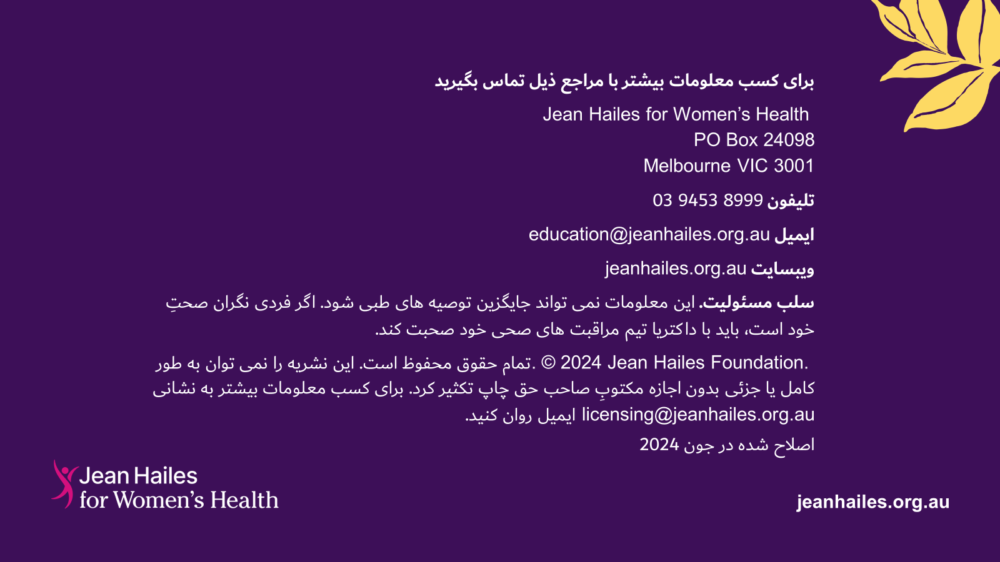 برای کسب معلومات بیشتر با مراجع ذیل تماس بگیرید
Jean Hailes for Women’s Health
PO Box 24098
Melbourne VIC 3001
تلیفون 03 9453 8999
ایمیل education@jeanhailes.org.au
ویبسایت jeanhailes.org.au
سلب مسئولیت. این معلومات نمی تواند جایگزین توصیه های طبی شود. اگر فردی نگران صحتِ
خود است، باید با داکتریا تیم مراقبت های صحی خود صحبت کند.
© 2024 Jean Hailes Foundation. .تمام حقوق محفوظ است. این نشریه را نمی توان به طور
کامل یا جزئی بدون اجازه مکتوبِ صاحب حق چاپ تکثیر کرد. برای کسب معلومات بیشتر به نشانی
licensing@jeanhailes.org.au ایمیل روان کنید.
اصلاح شده در جون 2024
Jean Hailes
for Women’s Health
jeanhailes.org.au